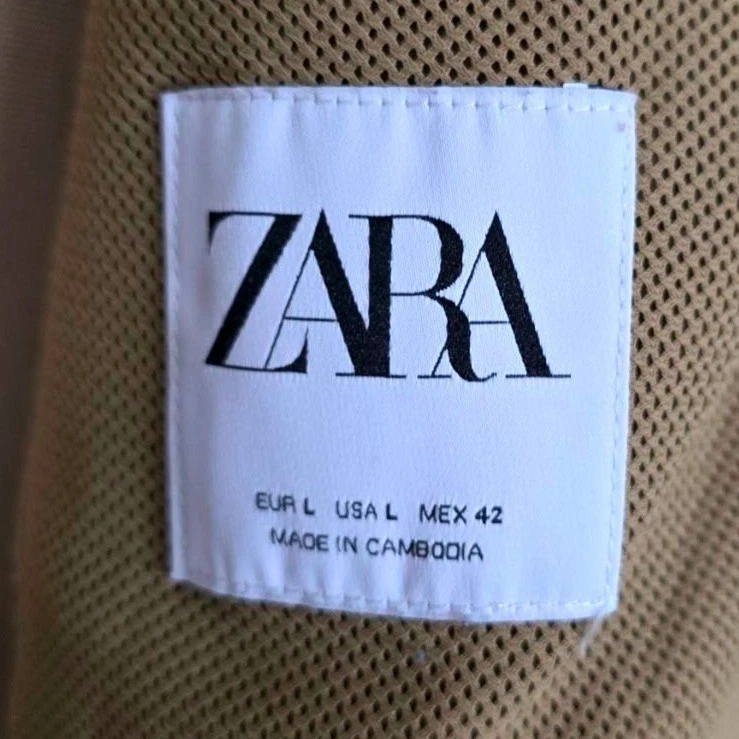 ZARA
EUR L USA L MEX 42
MADE IN CAMBODIA